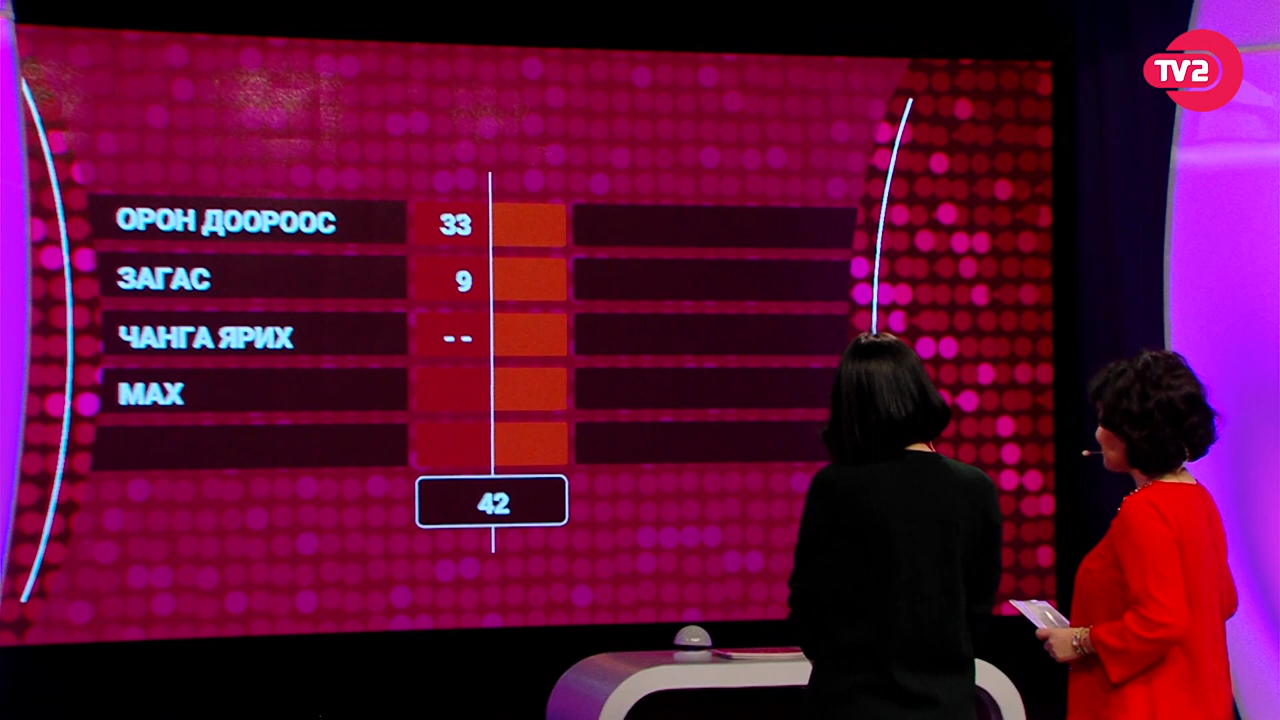 TV2
ОРОН ДООРООС 33
ЗАГАС 9
ЧАНГА ЯРИХ --
МАХ
42